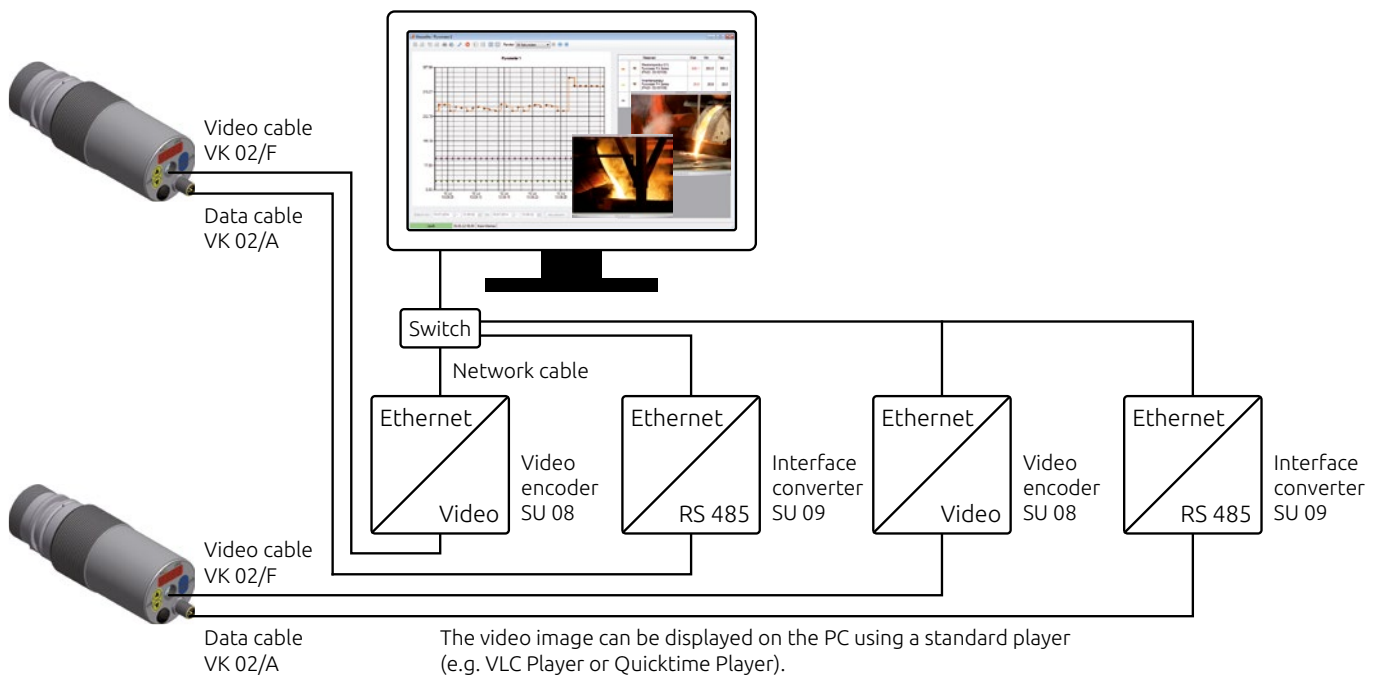 Pyrometer 1
Video cable
VK 02/F
Data cable
VK 02/A
Switch
Network cable
Ethernet
Video
Video
encoder
SU 08
Ethernet
RS 485
Interface
converter
SU 09
Ethernet
Video
Video
encoder
SU 08
Ethernet
RS 485
Interface
converter
SU 09
Video cable
VK 02/F
Data cable
VK 02/A
The video image can be displayed on the PC using a standard player
(e.g. VLC Player or Quicktime Player).